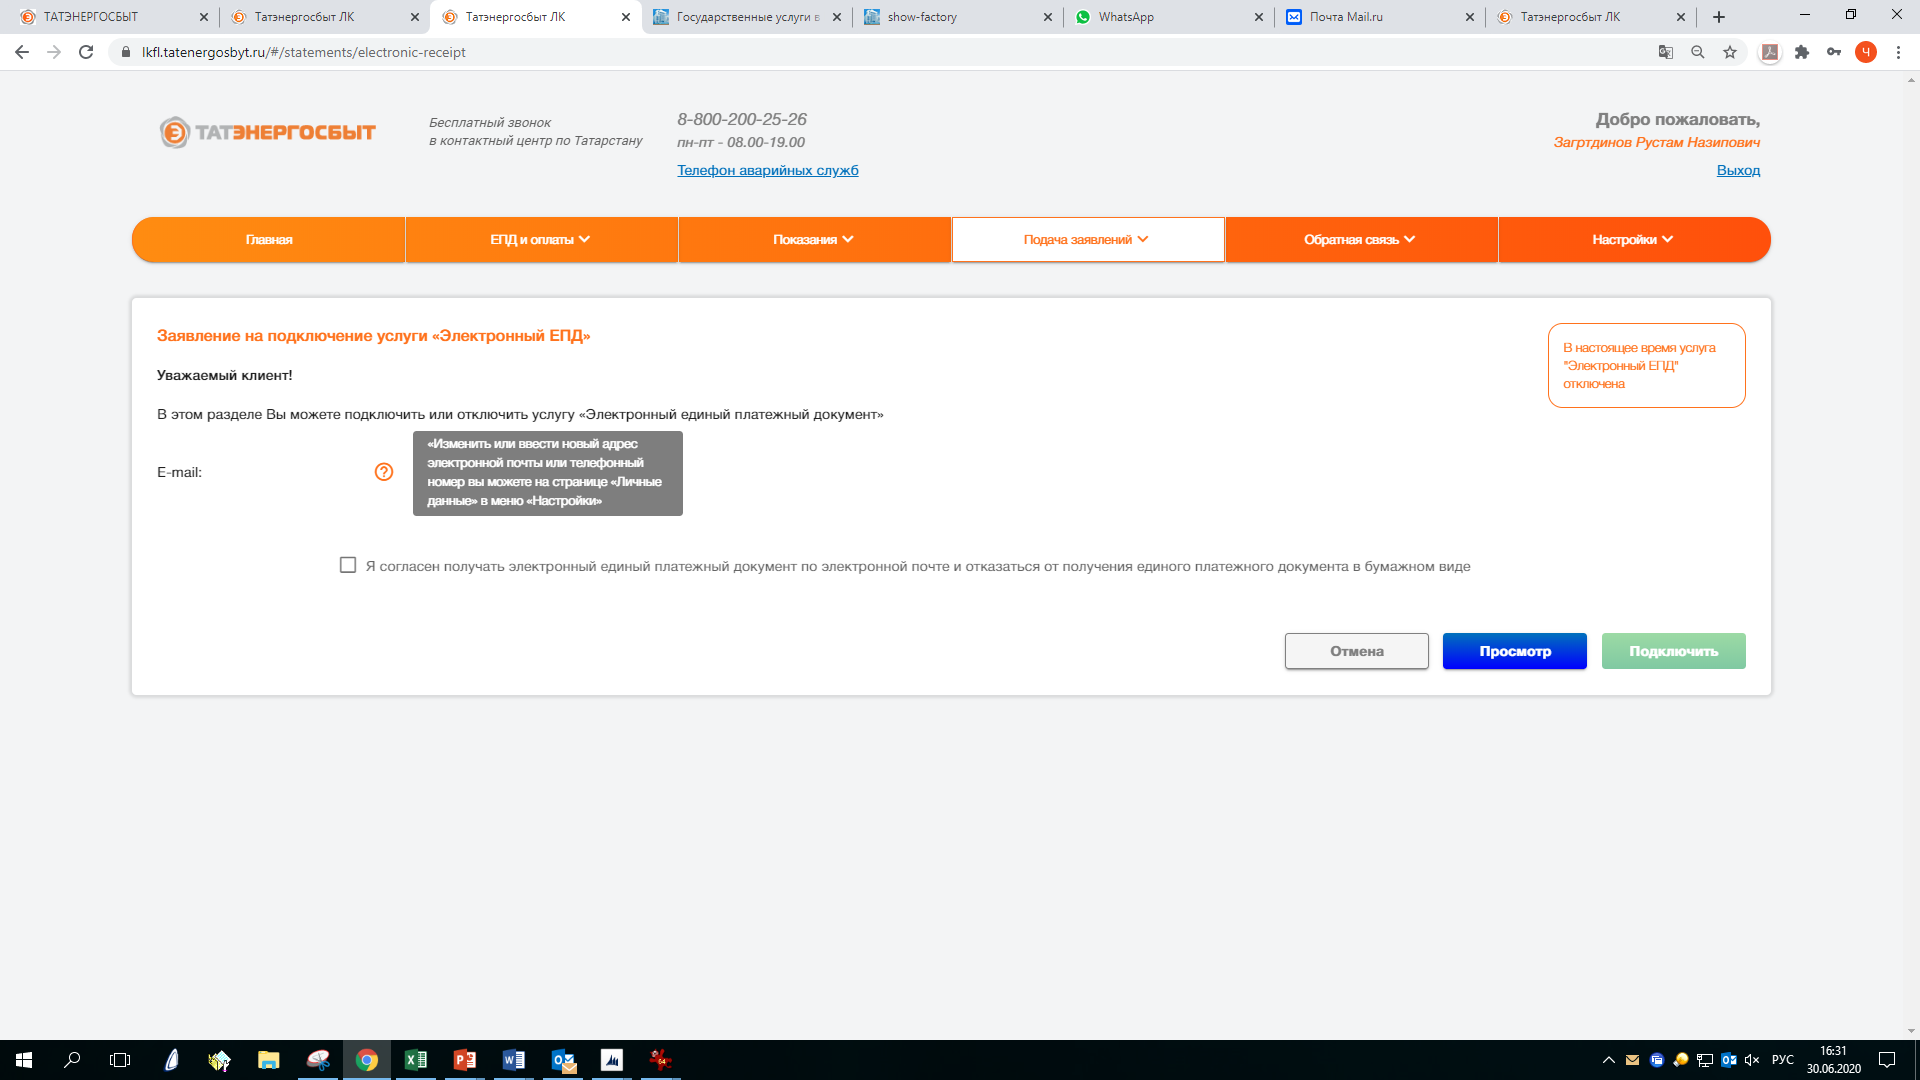 ТАТЭНЕРГОСБЫТ
Татэнергосбыт ЛК
Татэнергосбыт ЛК
Государственные услуги в
show-factory
WhatsApp
Почта Mail.ru
Татэнергосбыт ЛК
lkfl.tatenergosbyt.ru/#/statements/electronic-receipt
Ч
ТАТЭНЕРГОСБЫТ
Бесплатный звонок
в контактный центр по Татарстану
8-800-200-25-26
пн-пт - 08.00-19.00
Телефон аварийных служб
Добро пожаловать,
Загртдинов Рустам Назипович
Выход
Главная
ЕПД и оплаты
Показания
Подача заявлений
Обратная связь
Настройки
Заявление на подключение услуги «Электронный ЕПД»
В настоящее время услуга
"Электронный ЕПД"
отключена
Уважаемый клиент!
В этом разделе Вы можете подключить или отключить услугу «Электронный единый платежный документ»
E-mail:
«Изменить или ввести новый адрес
электронной почты или телефонный
номер вы можете на странице «Личные
данные» в меню «Настройки»
Я согласен получать электронный единый платежный документ по электронной почте и отказаться от получения единого платежного документа в бумажном виде
Отмена
Просмотр
Подключить
РУС
16:31
30.06.2020